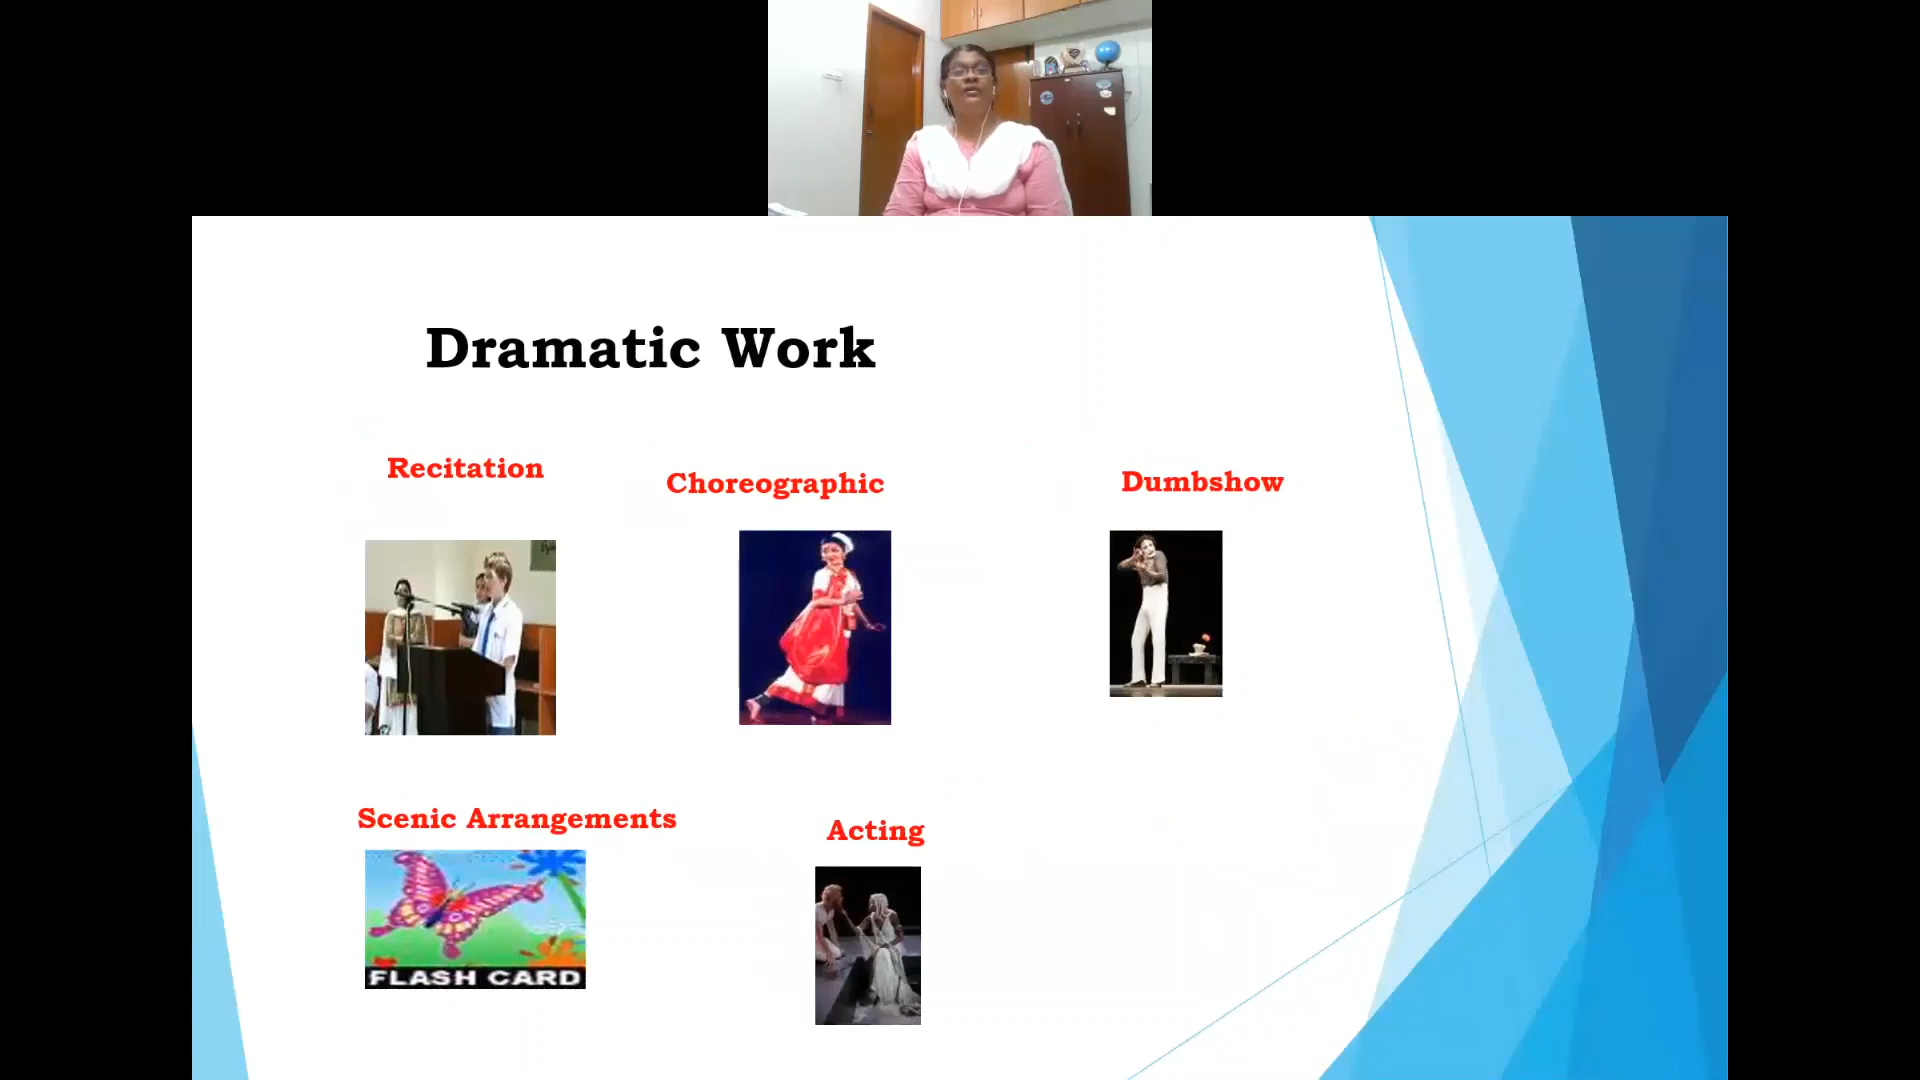 Dramatic Work
Recitation
Choreographic
Dumbshow
Scenic Arrangements
Acting
FLASH CARD